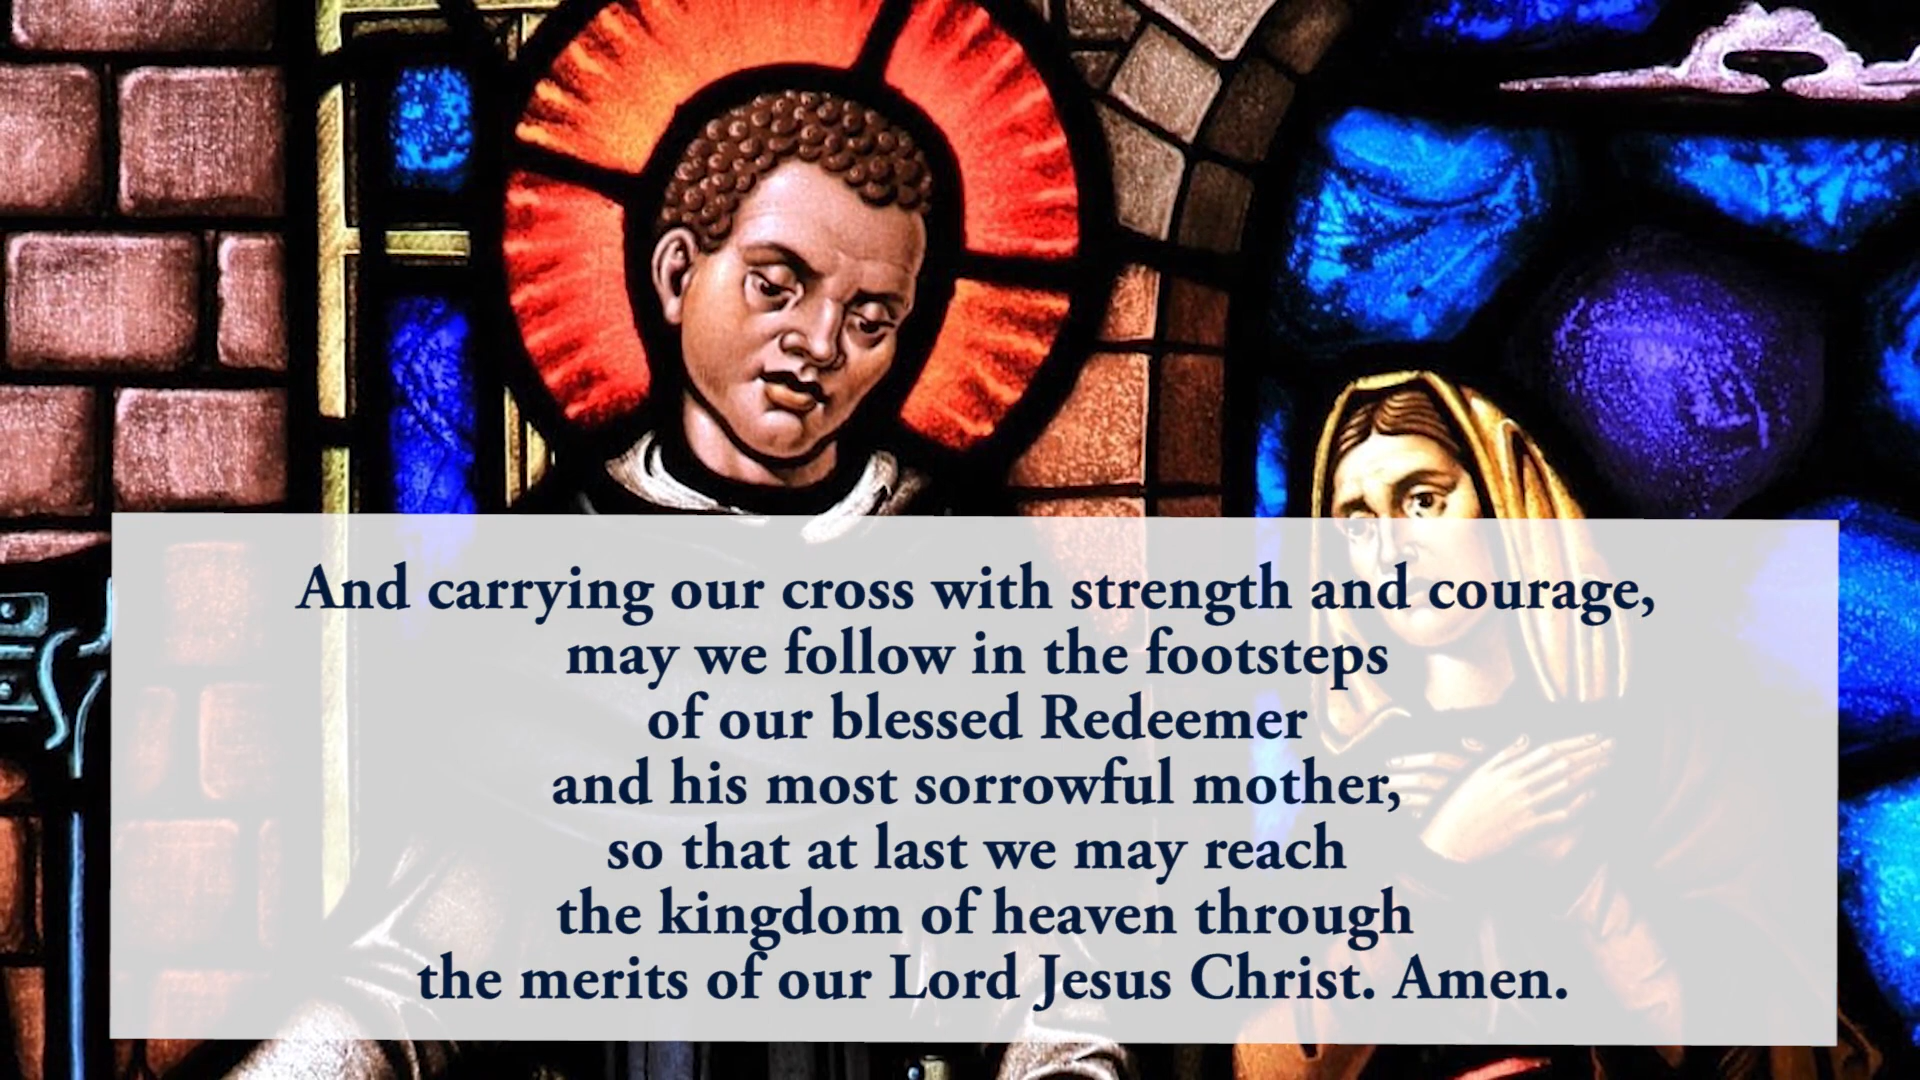 And carrying our cross with strength and courage,
may we follow in the footsteps
of our blessed Redeemer
and his most sorrowful mother,
so that at last we may reach
the kingdom of heaven through
the merits of our Lord Jesus Christ. Amen.